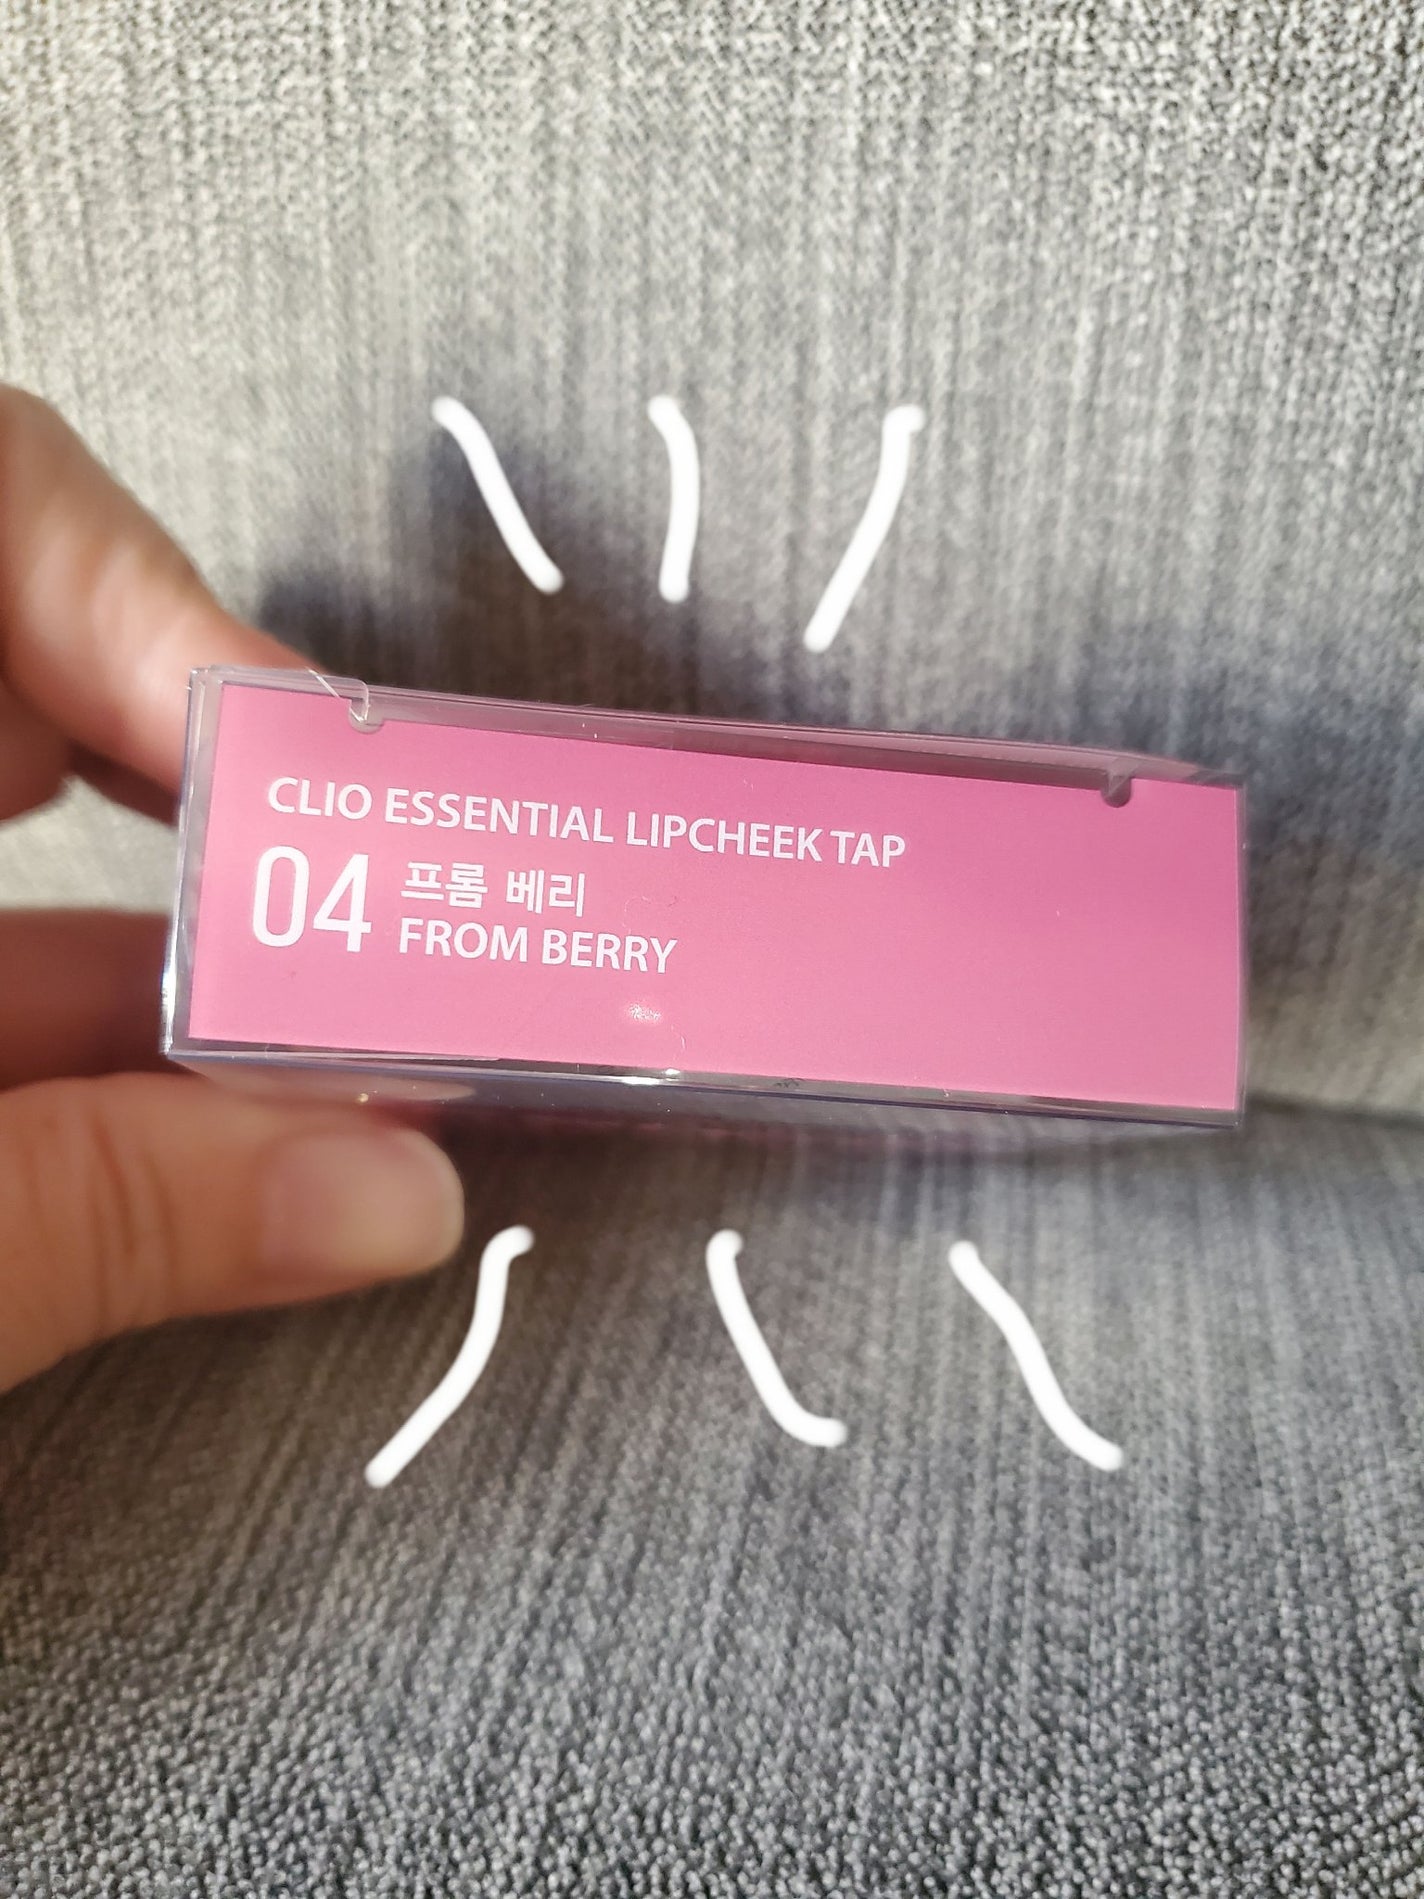 CLIO ESSENTIAL LIPCHEEK TAP
04 프롬 베리
FROM BERRY